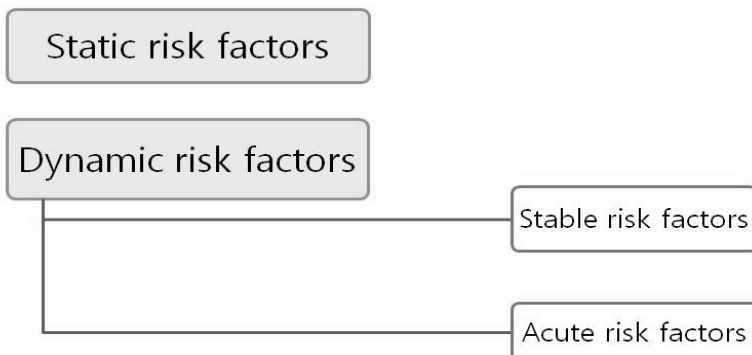 Static risk factors
Dynamic risk factors
Stable risk factors
Acute risk factors